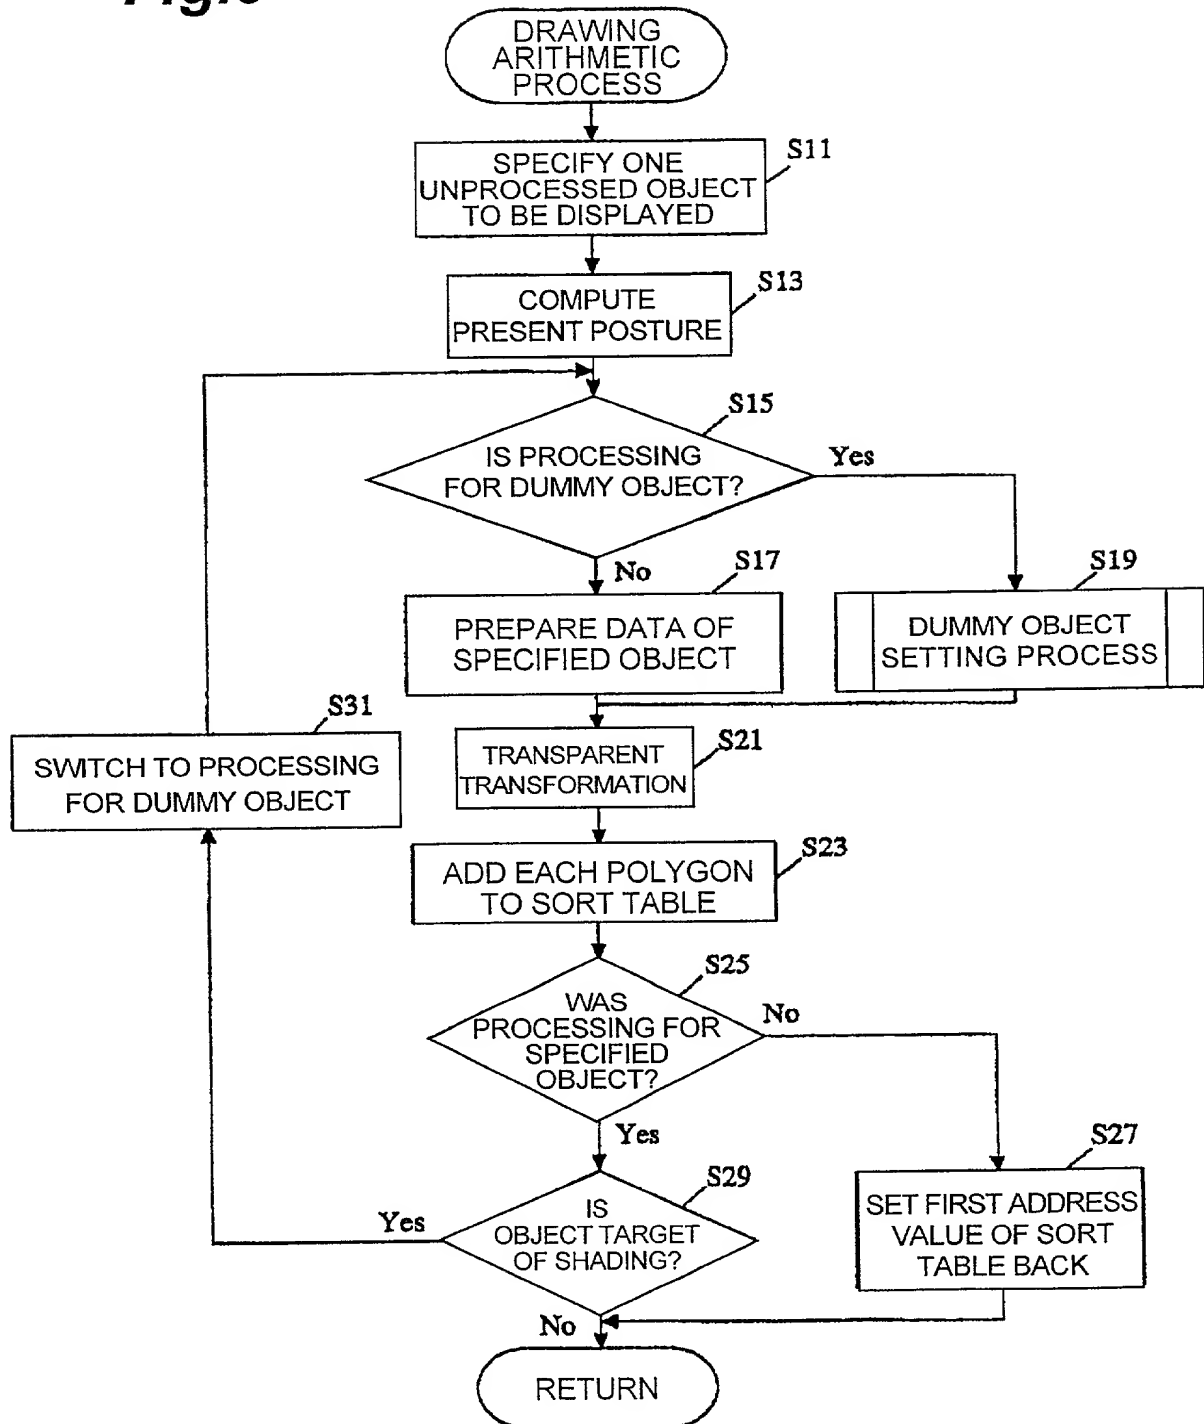 DRAWING
ARITHMETIC
PROCESS
S11
SPECIFY ONE
UNPROCESSED OBJECT
TO BE DISPLAYED
S13
COMPUTE
PRESENT POSTURE
S15
IS PROCESSING
FOR DUMMY OBJECT?
Yes
No
S17
PREPARE DATA OF
SPECIFIED OBJECT
S19
DUMMY OBJECT
SETTING PROCESS
S31
SWITCH TO PROCESSING
FOR DUMMY OBJECT
S21
TRANSPARENT
TRANSFORMATION
S23
ADD EACH POLYGON
TO SORT TABLE
S25
WAS
PROCESSING FOR
SPECIFIED
OBJECT?
No
Yes
S27
SET FIRST ADDRESS
VALUE OF SORT
TABLE BACK
S29
IS
OBJECT TARGET
OF SHADING?
Yes
No
RETURN